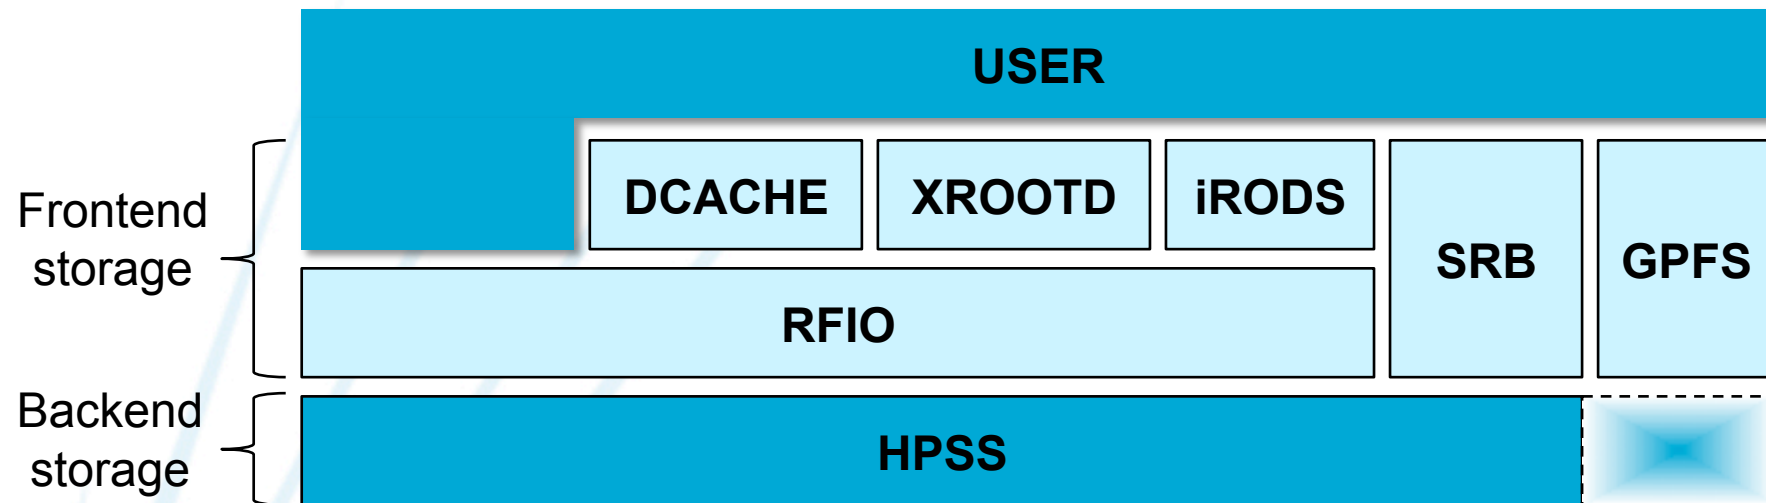 USER
Frontend
storage
DCACHE
XROOTD
iRODS
SRB
GPFS
RFIO
Backend
storage
HPSS